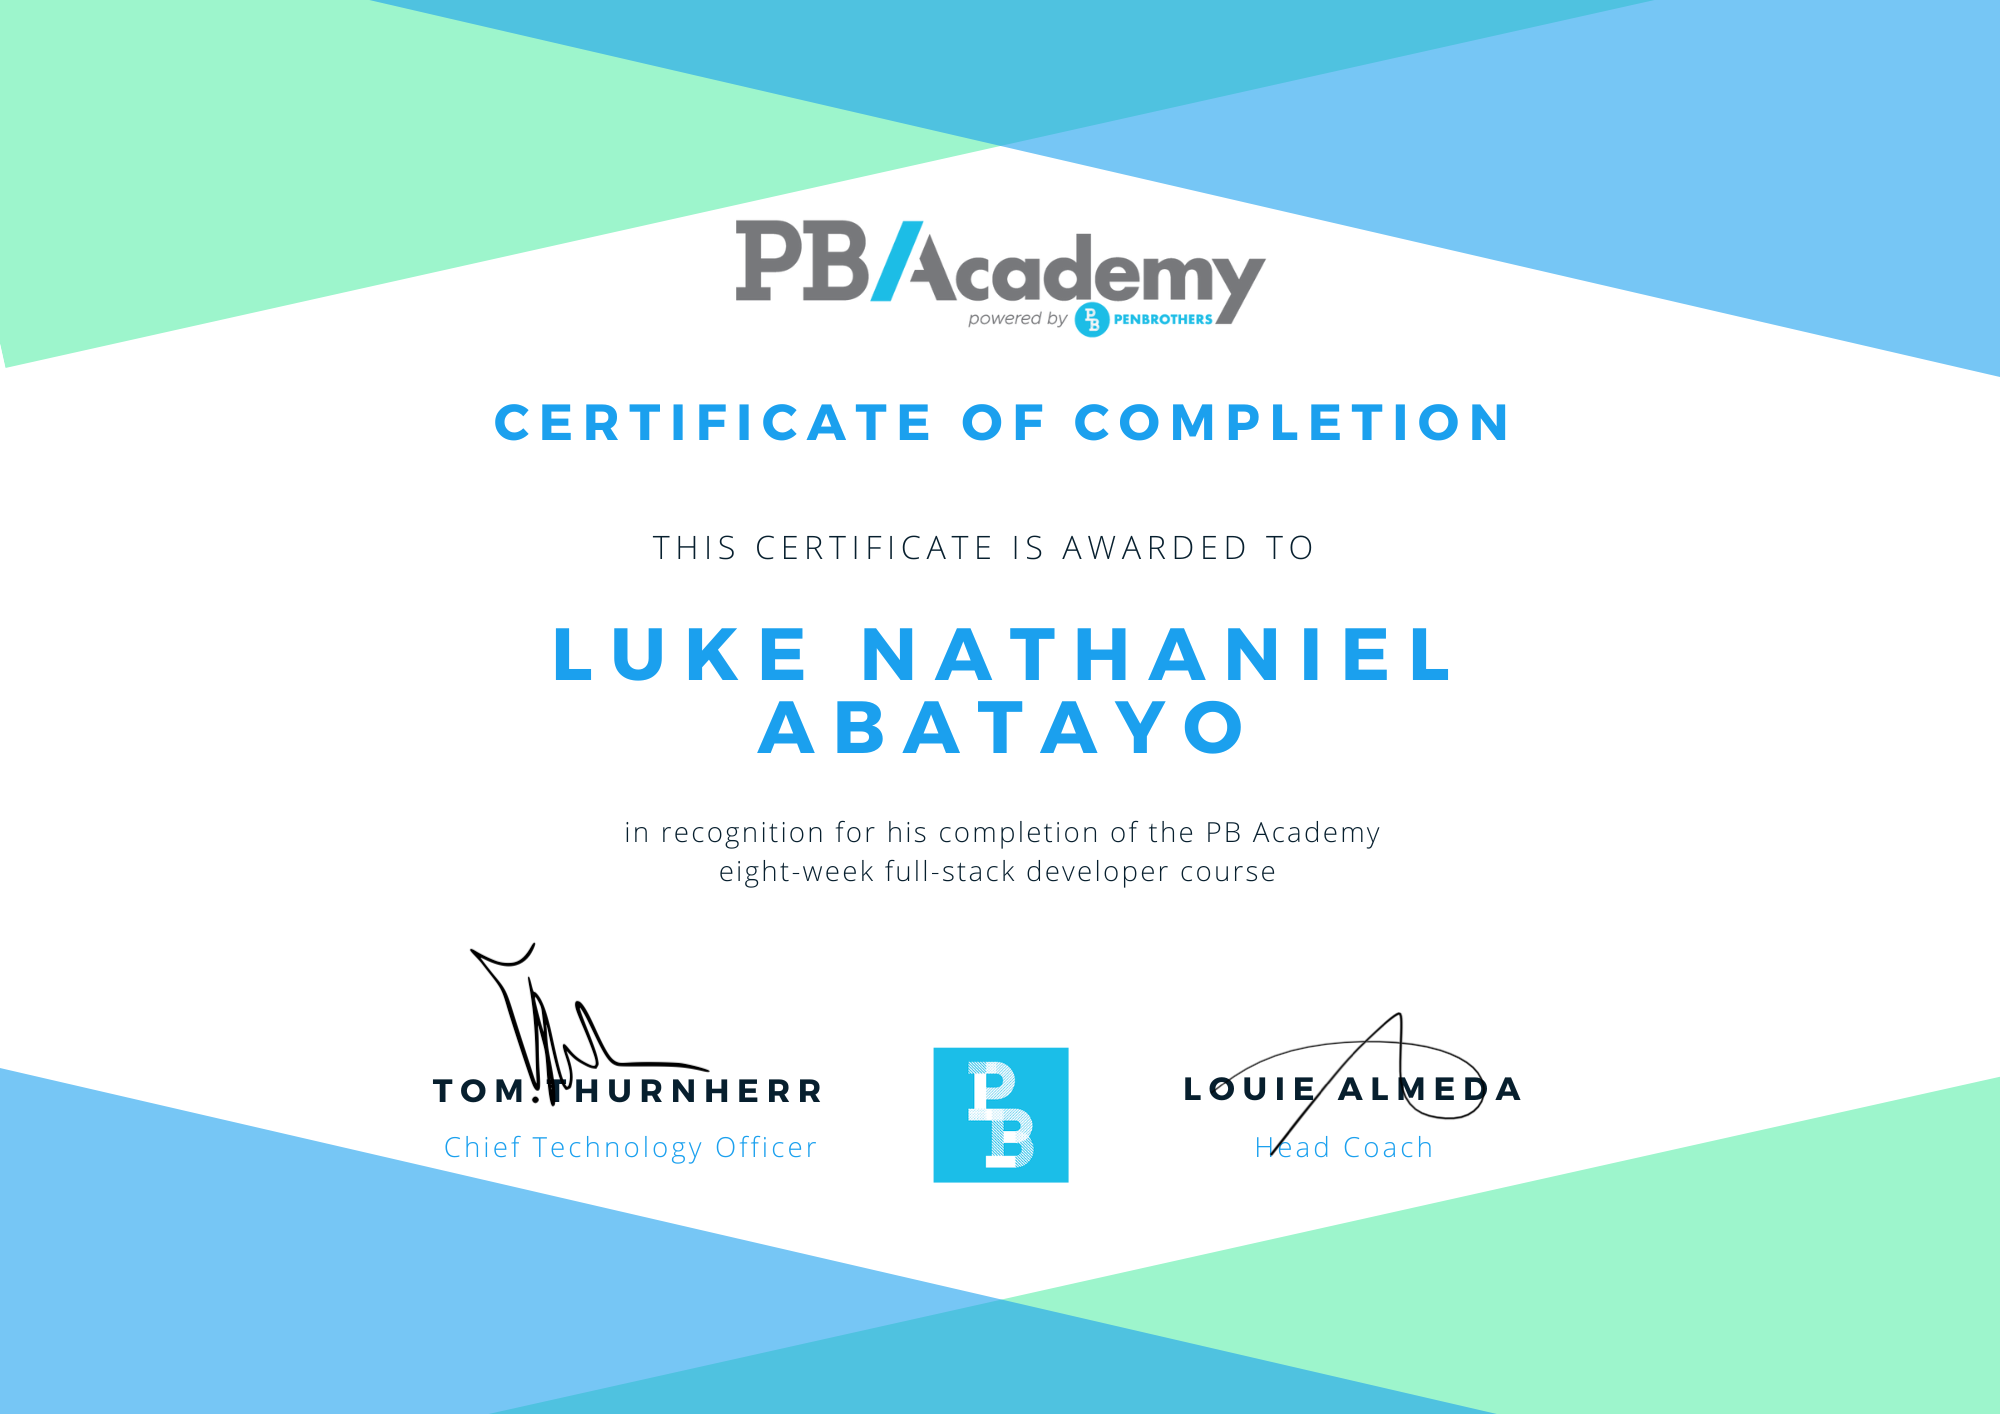 PB/Academy
powered by PB PENBROTHERS
CERTIFICATE OF COMPLETION
THIS CERTIFICATE IS AWARDED TO
LUKE NATHANIEL
ABATAYO
in recognition for his completion of the PB Academy
eight-week full-stack developer course
TOM THURNHERR
Chief Technology Officer
PB
LOUIE ALMEDA
Head Coach